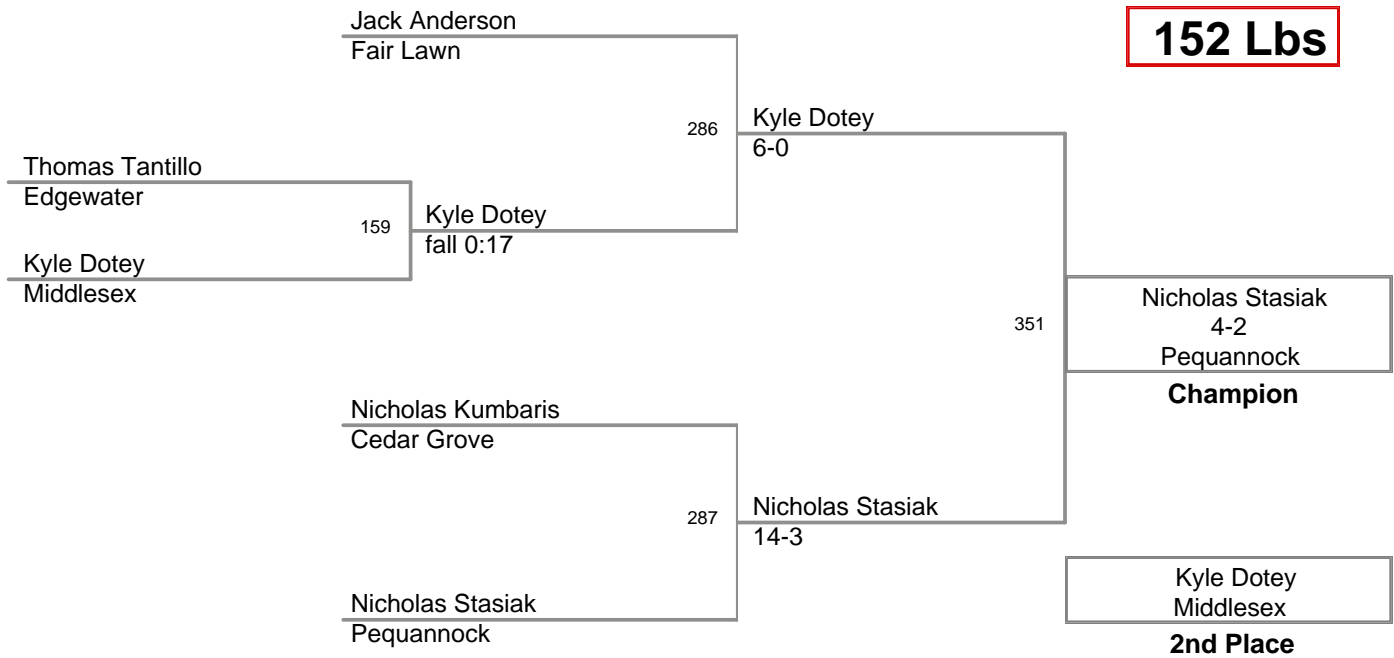 152 Lbs
Jack Anderson
Fair Lawn
286
Kyle Dotey
6-0
Thomas Tantillo
Edgewater
159
Kyle Dotey
fall 0:17
Kyle Dotey
Middlesex
351
Nicholas Stasiak
4-2
Pequannock
Champion
Nicholas Kumbaris
Cedar Grove
287
Nicholas Stasiak
14-3
Nicholas Stasiak
Pequannock
Kyle Dotey
Middlesex
2nd Place